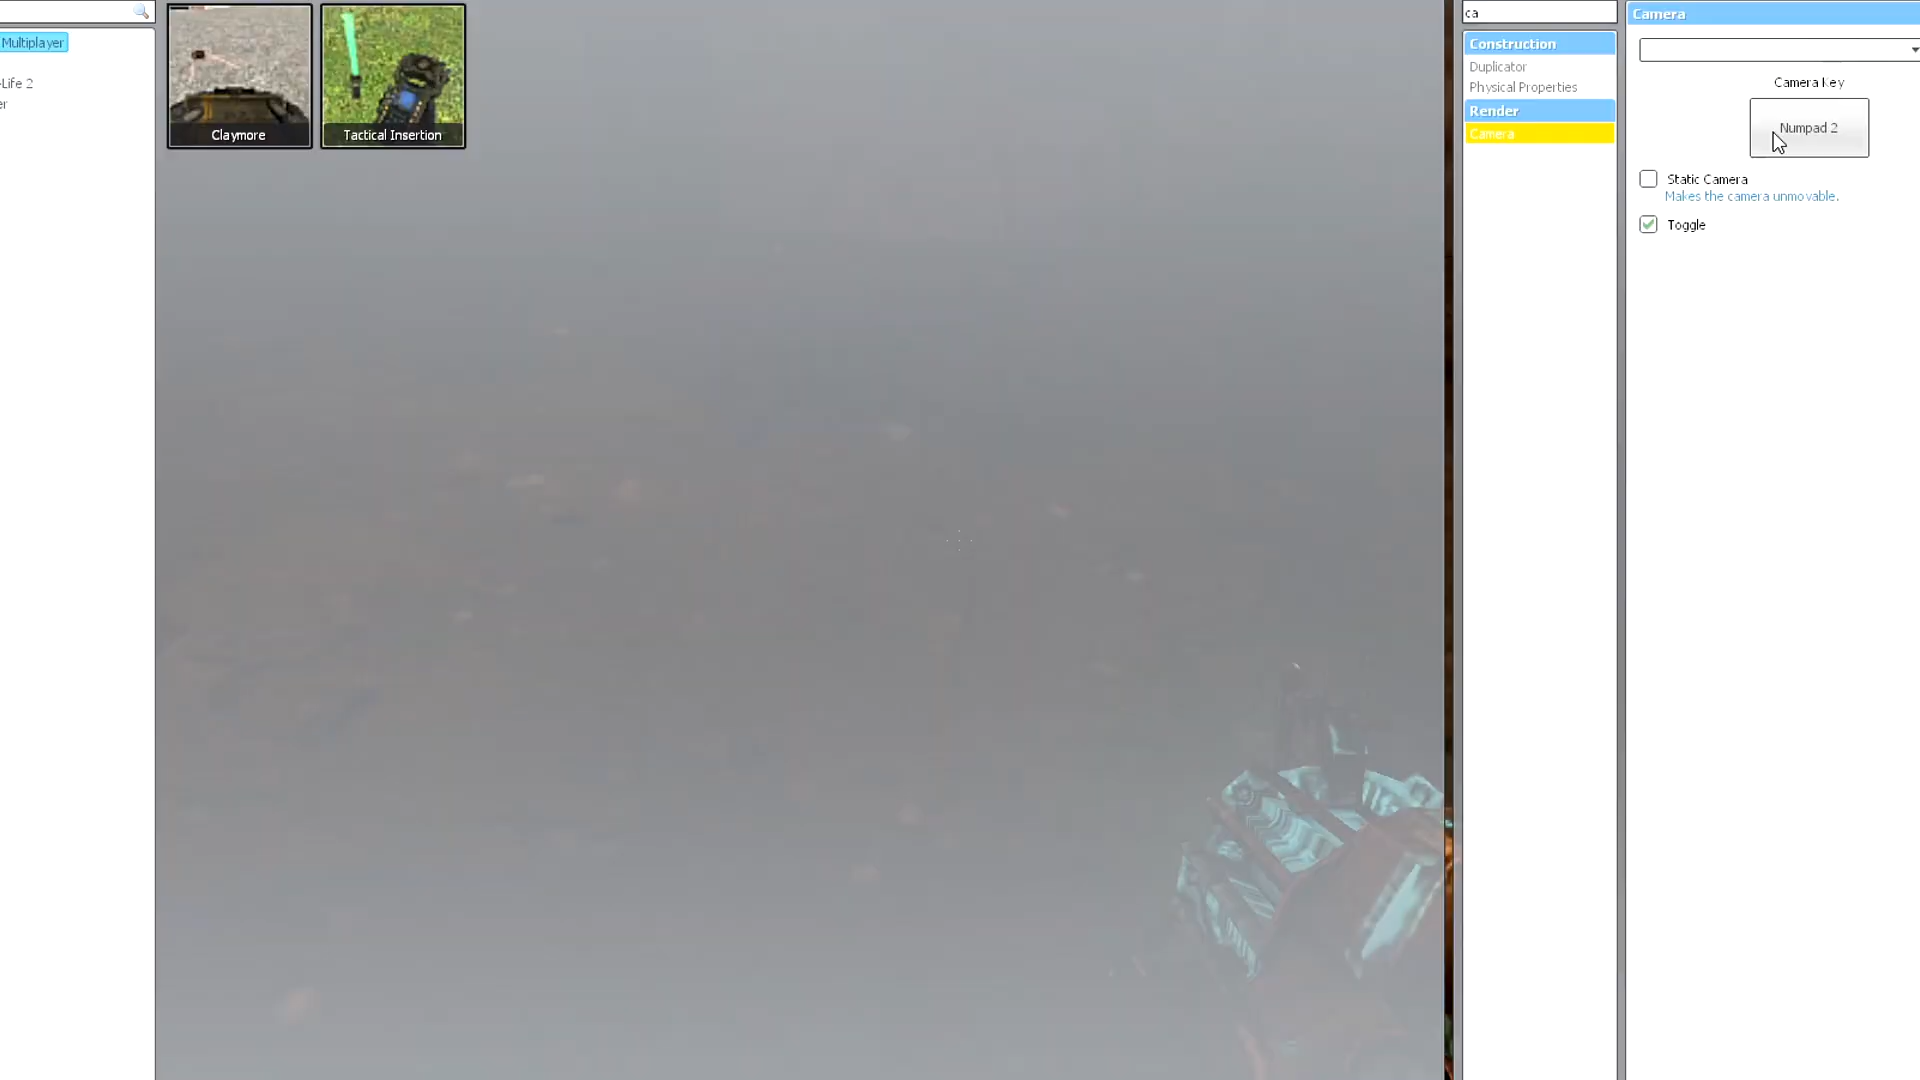 Multiplayer
-Life 2
er
Claymore
Tactical Insertion
ca
Construction
Duplicator
Physical Properties
Render
Camera
Camera
Camera Key
Numpad 2
Static Camera
Makes the camera unmovable.
Toggle